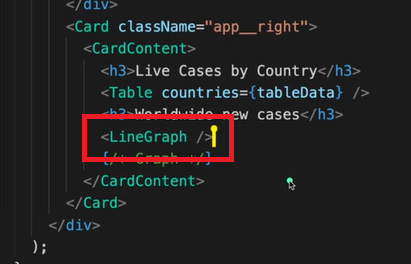 </div>
<Card className="app__right">
<CardContent>
<h3>Live Cases by Country</h3>
<Table countries={tableData} />
<h3>Worldwide new cases</h3>
<LineGraph />
{/* Graph */}
</CardContent>
</Card>
</div>
);